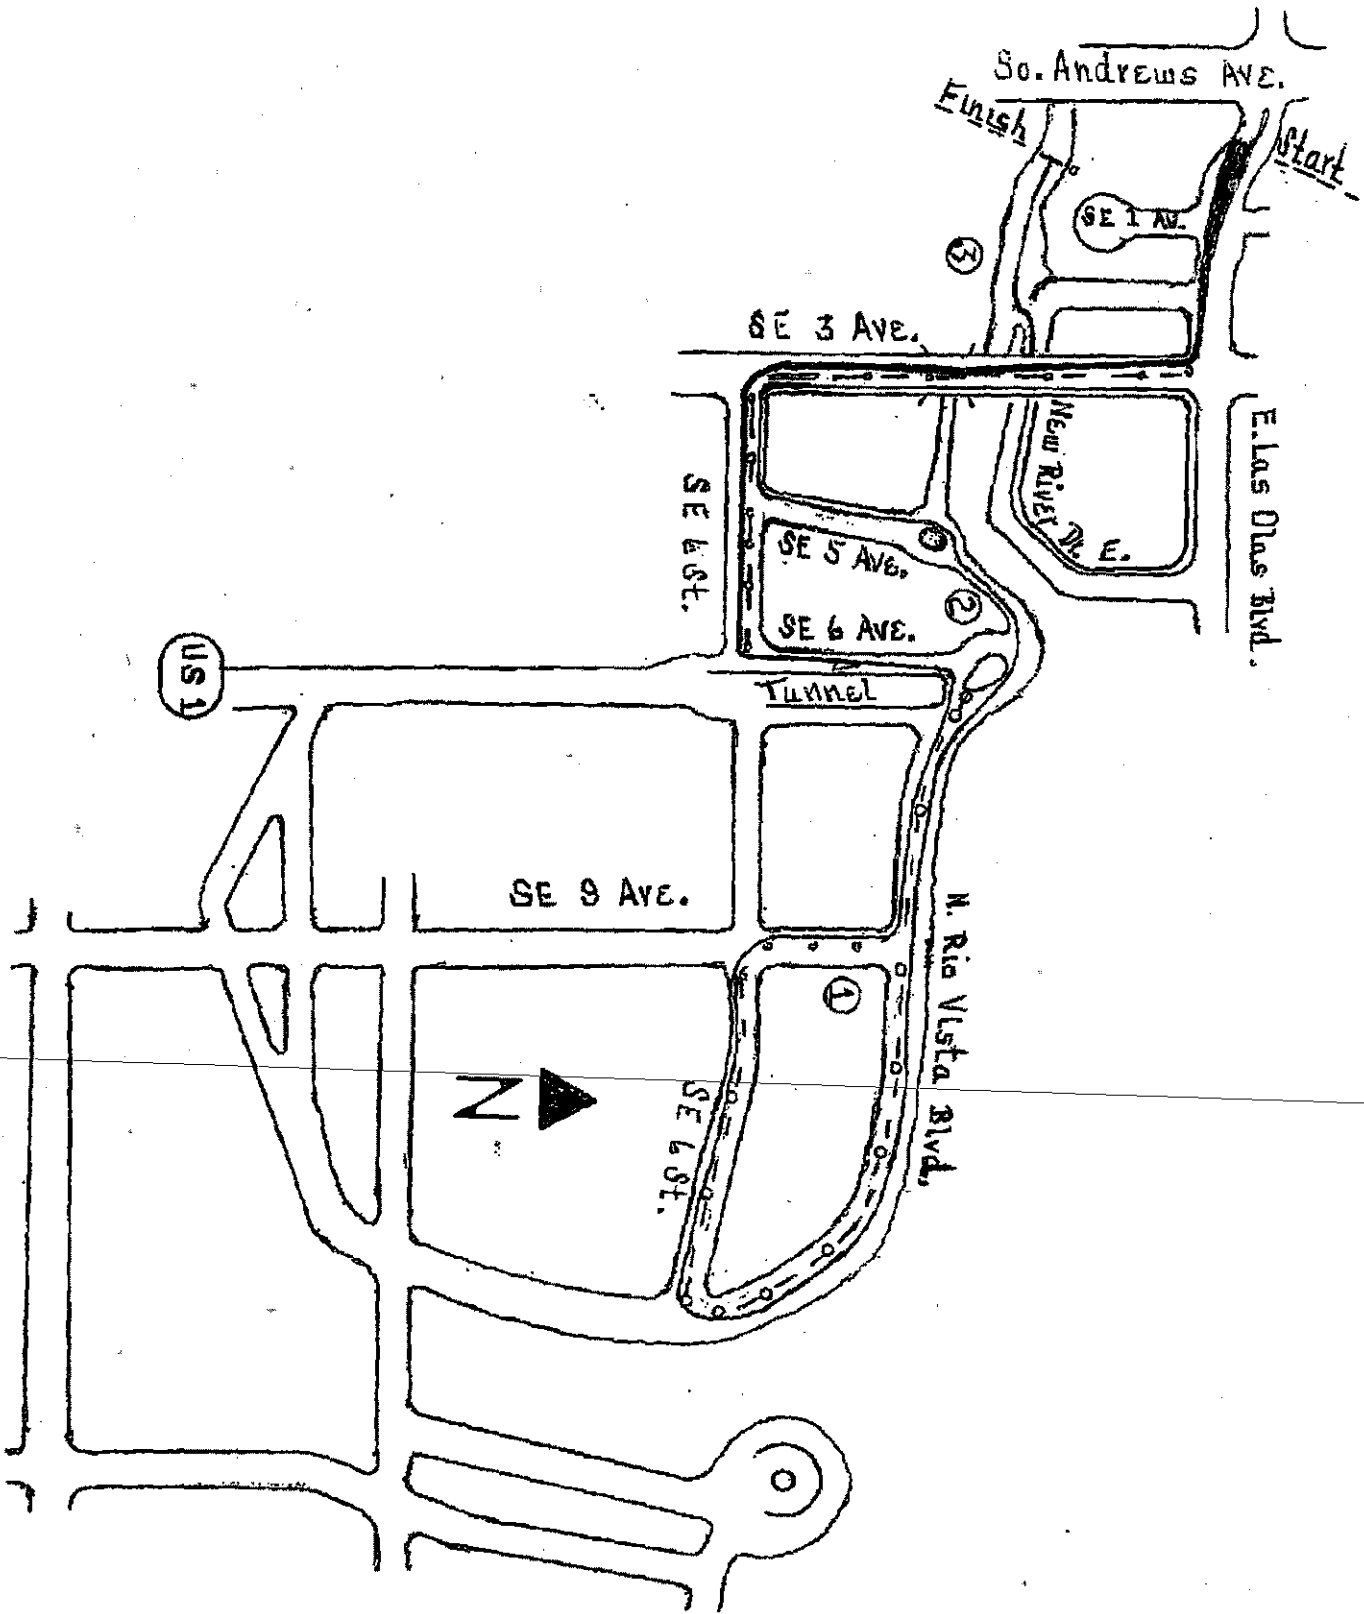 So. Andrews AVE.
Finish
Start
SE 1 AV.
3
SE 3 AVE.
E. Las Olas Blvd.
New River Dr. E.
SE 6 St.
SE 5 AVE.
2
SE 6 AVE.
US 1
Tunnel
SE 9 AVE.
N. Rio Vista Blvd.
1
N
SE 6 St.